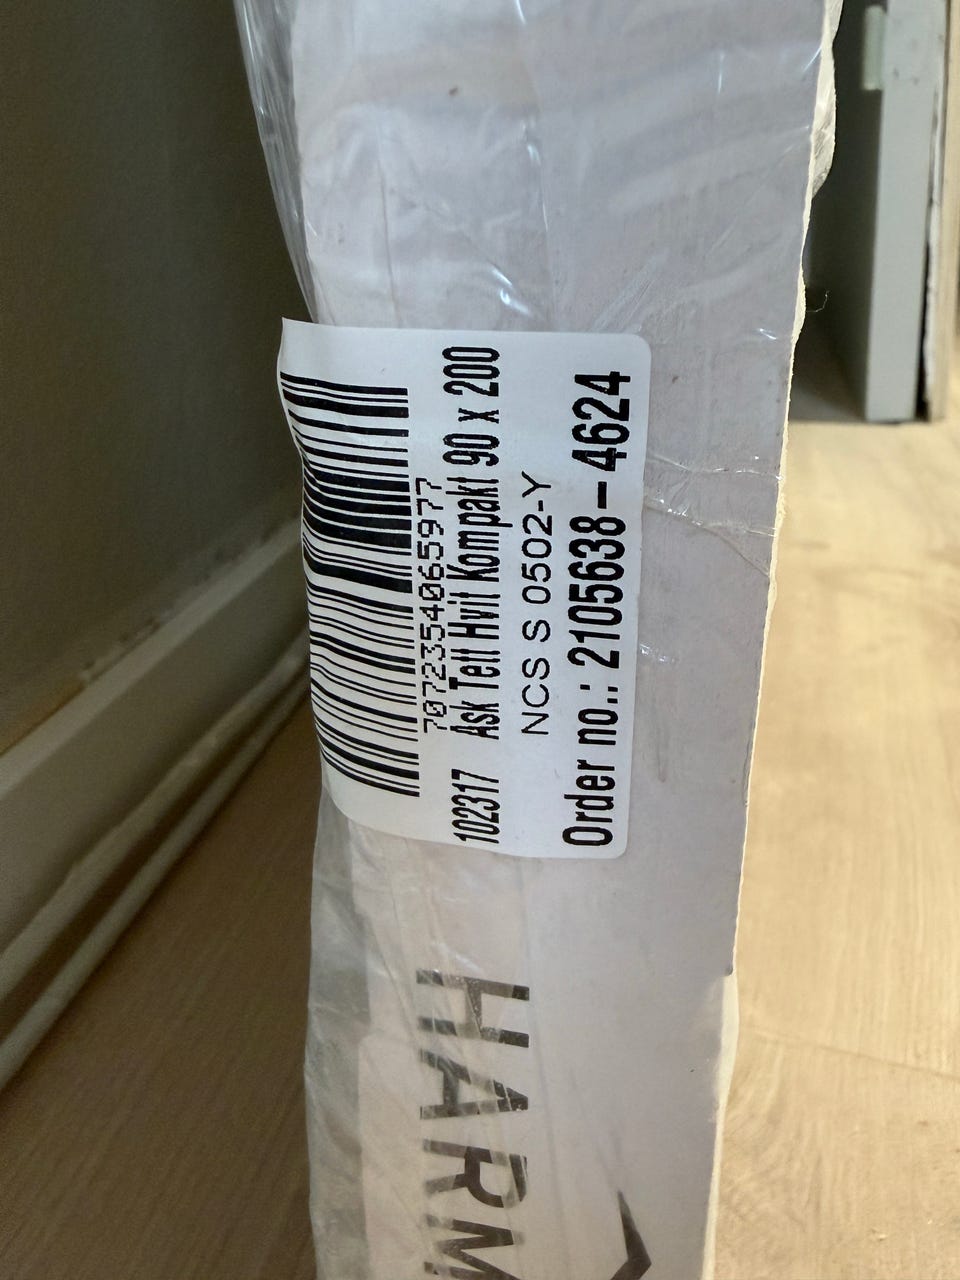 7072354065977
102317 Ask Tett Hvit Kompakt 90 x 200
NCS S 0502-Y
Order no.: 2105638-4624
HARM